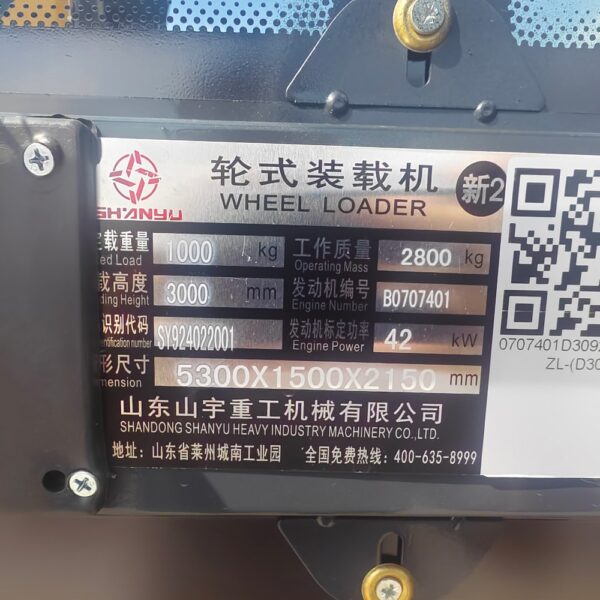 轮式装载机 新2
SHANYU WHEEL LOADER
载重量 1000 kg 工作质量 2800 kg
Load Operating Mass
载高度 3000 mm 发动机编号 B0707401
Height Engine Number
识别代码 SY924022001 发动机标定功率 42 kW
number Engine Power
形尺寸 5300X1500X2150 mm
山东山宇重工机械有限公司
SHANDONG SHANYU HEAVY INDUSTRY MACHINERY CO.,LTD.
地址: 山东省莱州城南工业园 全国免费热线: 400-635-8999
0707401D309
ZL-(D30